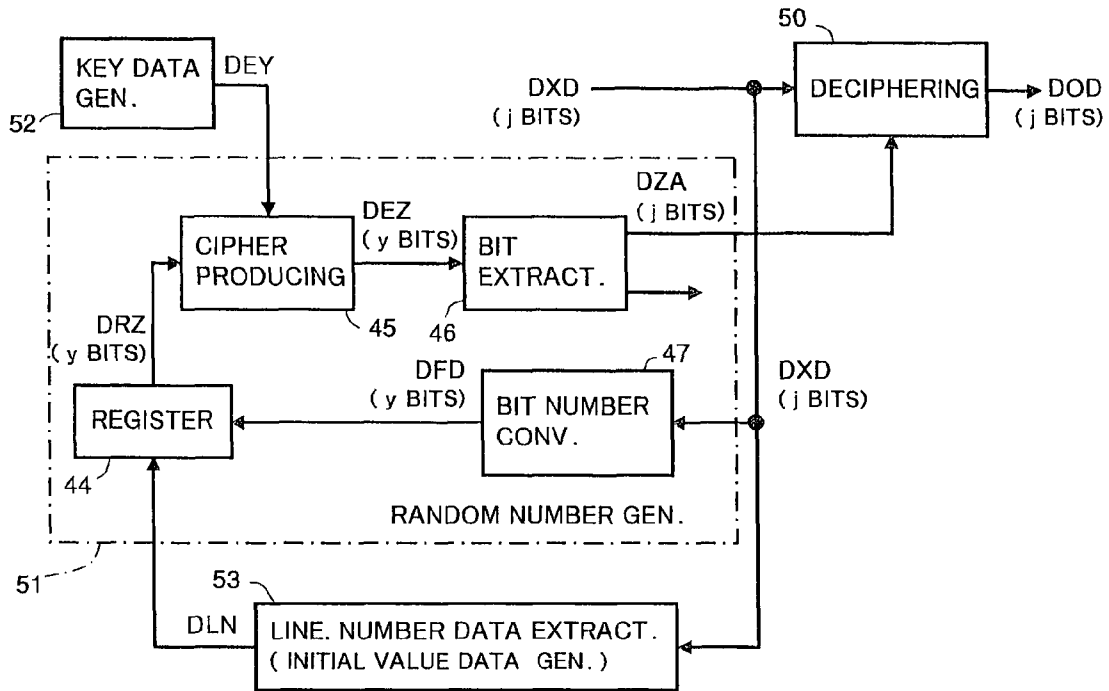 50
KEY DATA
GEN.
DEY
52
DXD
( j BITS)
DECIPHERING
DOD
( j BITS)
DZA
( j BITS)
CIPHER
PRODUCING
45
DEZ
( y BITS)
BIT
EXTRACT.
46
DRZ
( y BITS)
DFD
( y BITS)
47
DXD
( j BITS)
REGISTER
44
BIT NUMBER
CONV.
RANDOM NUMBER GEN.
51
53
DLN
LINE. NUMBER DATA EXTRACT.
( INITIAL VALUE DATA GEN. )